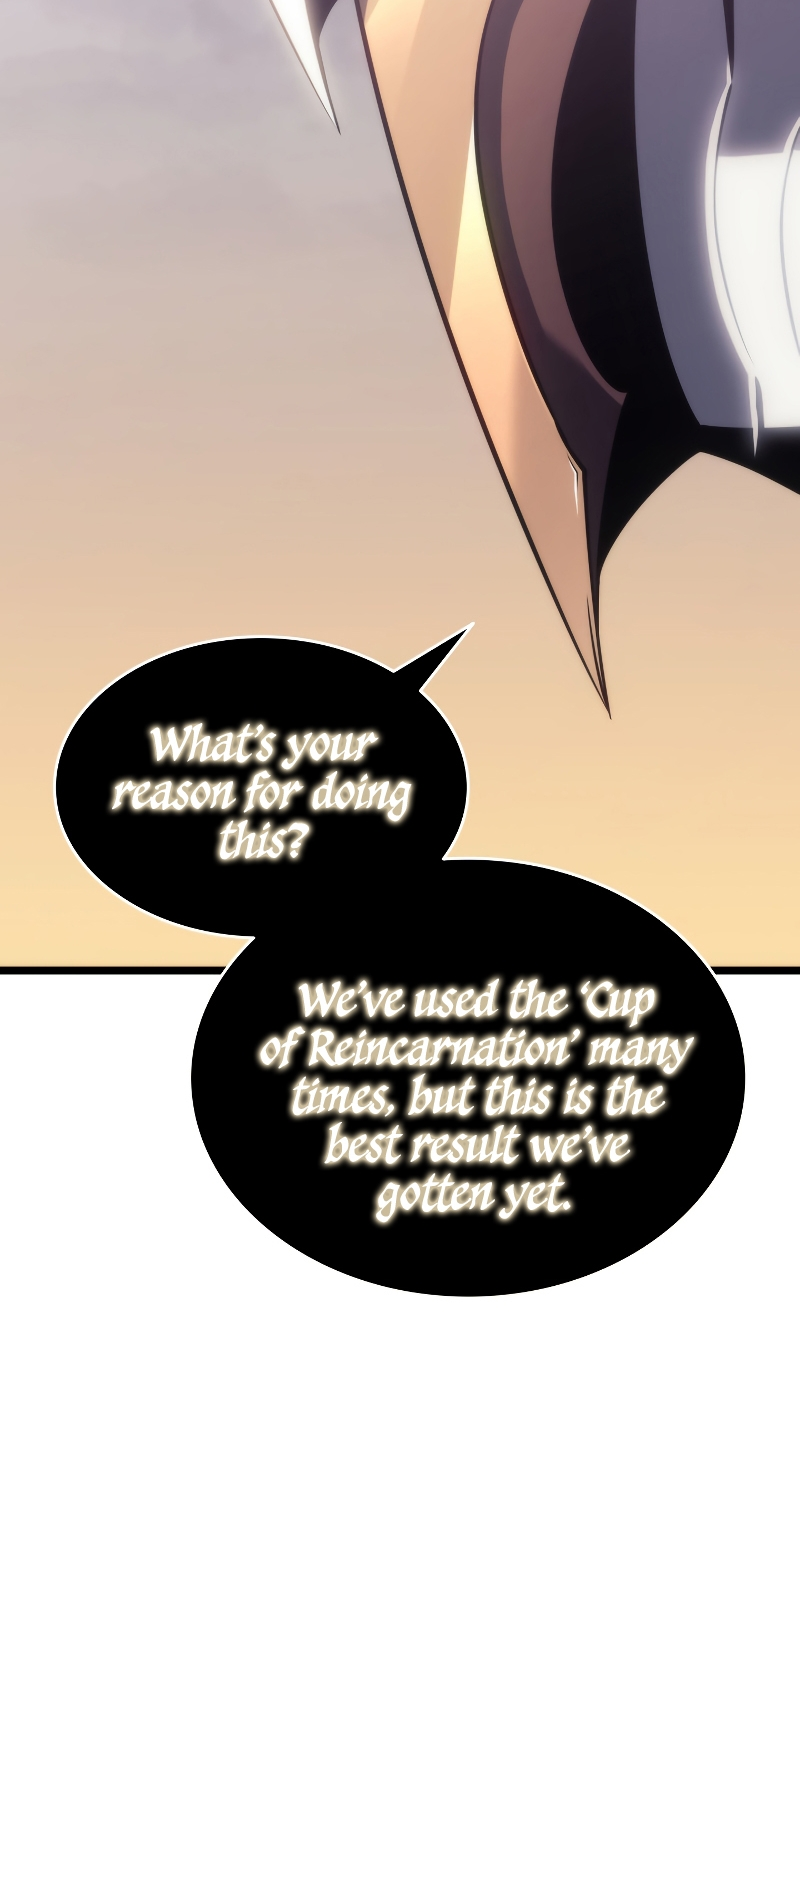 What's your
reason for doing
this?
We've used the 'Cup
of Reincarnation' many
times, but this is the
best result we've
gotten yet.